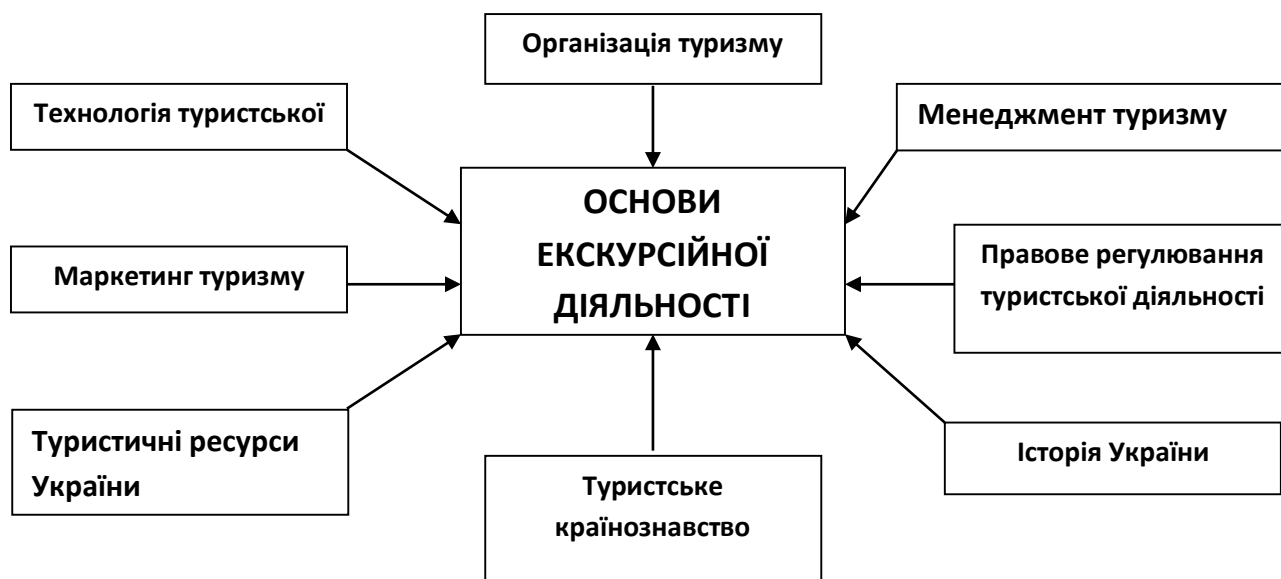 Організація туризму
Технологія туристської
Менеджмент туризму
ОСНОВИ
ЕКСКУРСІЙНОЇ
ДІЯЛЬНОСТІ
Маркетинг туризму
Правове регулювання
туристської діяльності
Туристичні ресурси
України
Туристське
країнознавство
Історія України